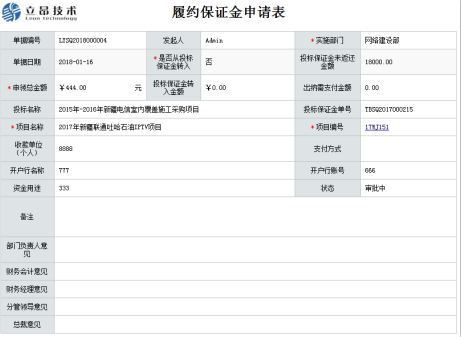 立昂技术
Leon Technology
履约保证金申请表
单据编号 LYSQ2018000004 发起人 Admin *实施部门 网络建设部
单据日期 2018-01-16 *是否从投标保证金转入 否 投标保证金未返还金额 18000.00
*申领总金额 ￥444.00 元 投标保证金转入金额 ￥0.00 出纳需支付金额 0.00
投标名称 2015年-2016年新疆电信室内覆盖施工采购项目 投标保证金单号 TBSQ2017000215
*项目名称 2017年新疆联通吐哈石油IPTV项目 *项目编号 17WJ151
收款单位(个人) 8888 支付方式
开户行名称 777 开户行账号 666
资金用途 333 状态 审批中
备注
部门负责人意见
财务会计意见
财务经理意见
分管领导意见
总裁意见